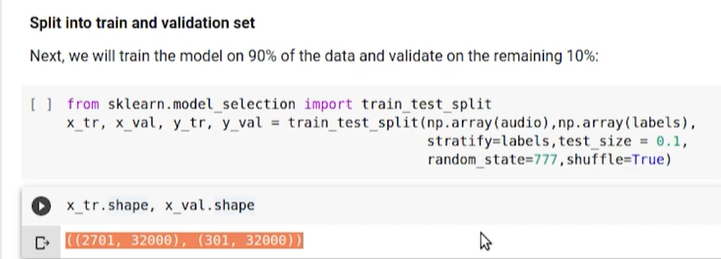 Split into train and validation set
Next, we will train the model on 90% of the data and validate on the remaining 10%:
[ ] from sklearn.model_selection import train_test_split
x_tr, x_val, y_tr, y_val = train_test_split(np.array(audio),np.array(labels),
stratify=labels,test_size = 0.1,
random_state=777,shuffle=True)
x_tr.shape, x_val.shape
((2701, 32000), (301, 32000))